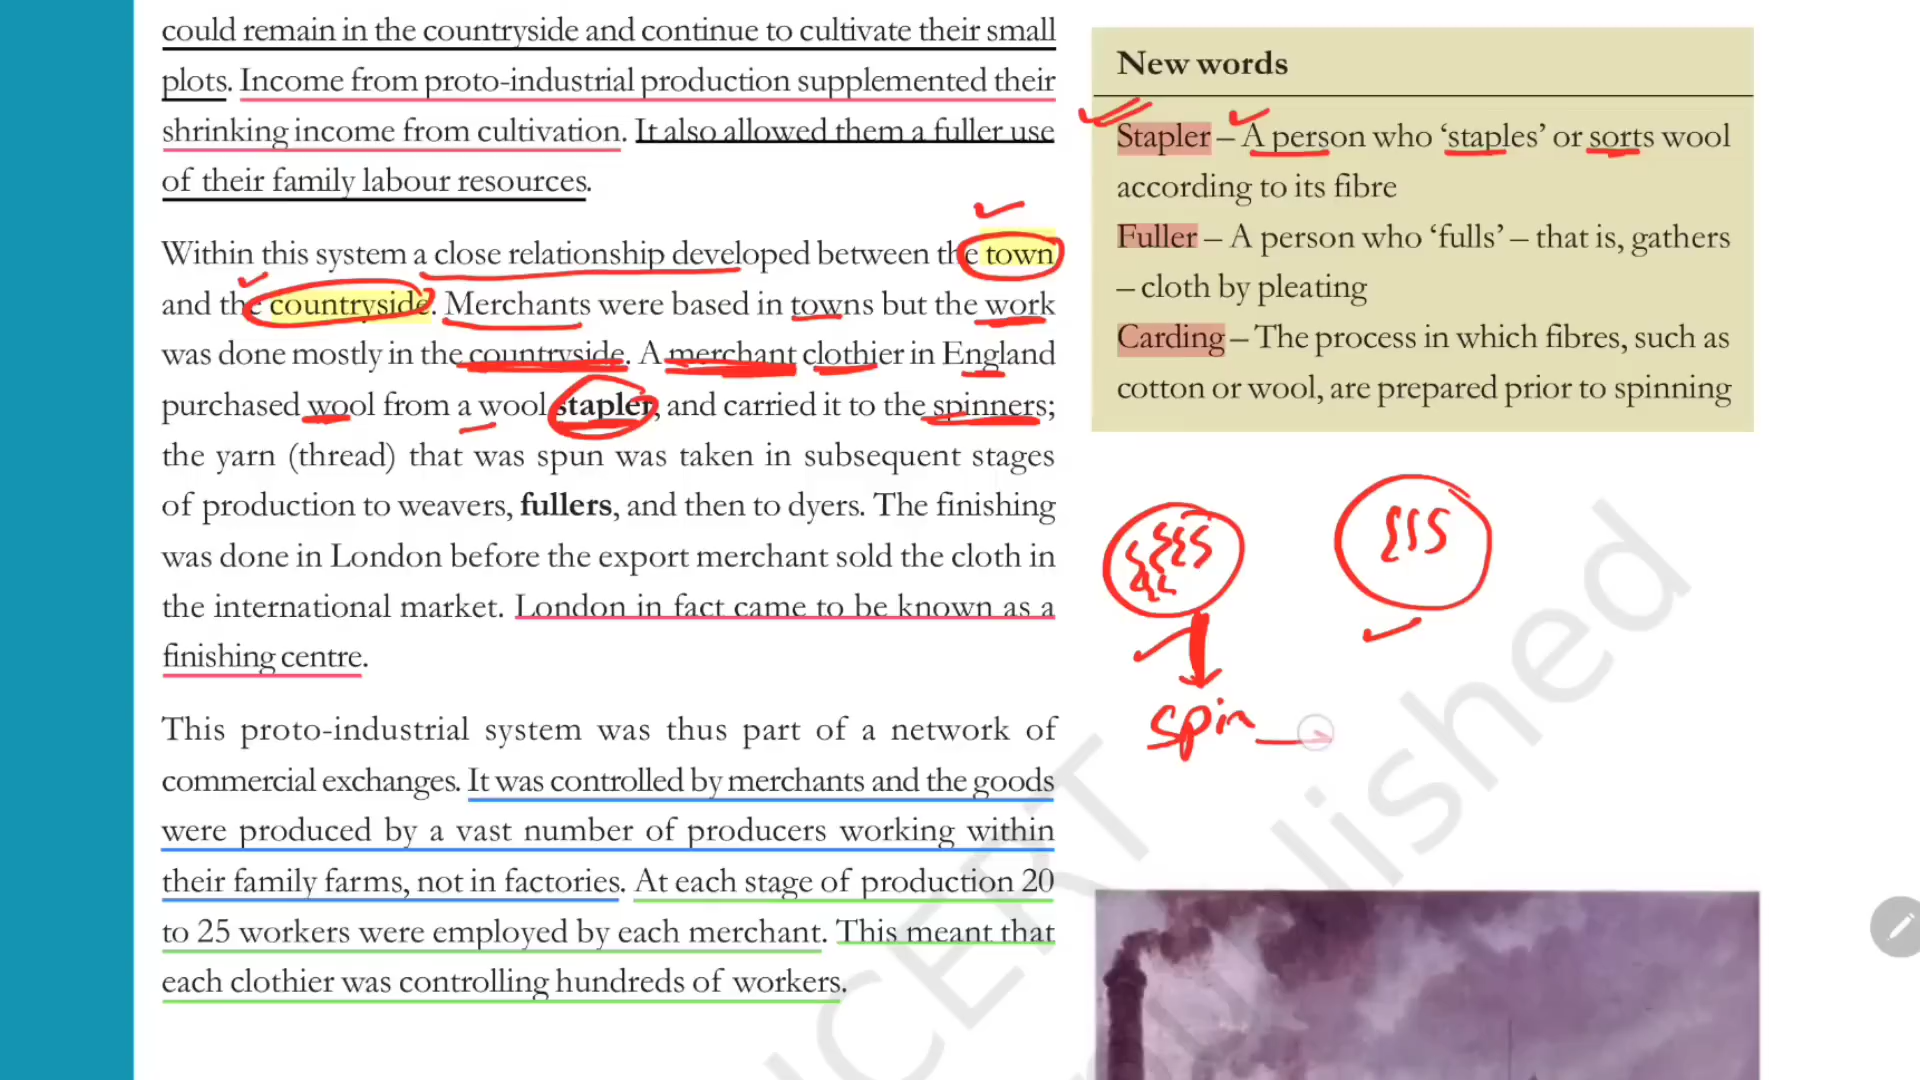 could remain in the countryside and continue to cultivate their small
plots. Income from proto-industrial production supplemented their
shrinking income from cultivation. It also allowed them a fuller use
of their family labour resources.
Within this system a close relationship developed between the town
and the countryside. Merchants were based in towns but the work
was done mostly in the countryside. A merchant clothier in England
purchased wool from a wool stapler, and carried it to the spinners;
the yarn (thread) that was spun was taken in subsequent stages
of production to weavers, fullers, and then to dyers. The finishing
was done in London before the export merchant sold the cloth in
the international market. London in fact came to be known as a
finishing centre.
This proto-industrial system was thus part of a network of
commercial exchanges. It was controlled by merchants and the goods
were produced by a vast number of producers working within
their family farms, not in factories. At each stage of production 20
to 25 workers were employed by each merchant. This meant that
each clothier was controlling hundreds of workers.
New words
Stapler – A person who ‘staples’ or sorts wool
according to its fibre
Fuller – A person who ‘fulls’ – that is, gathers
– cloth by pleating
Carding – The process in which fibres, such as
cotton or wool, are prepared prior to spinning
spin
NCERT
lished